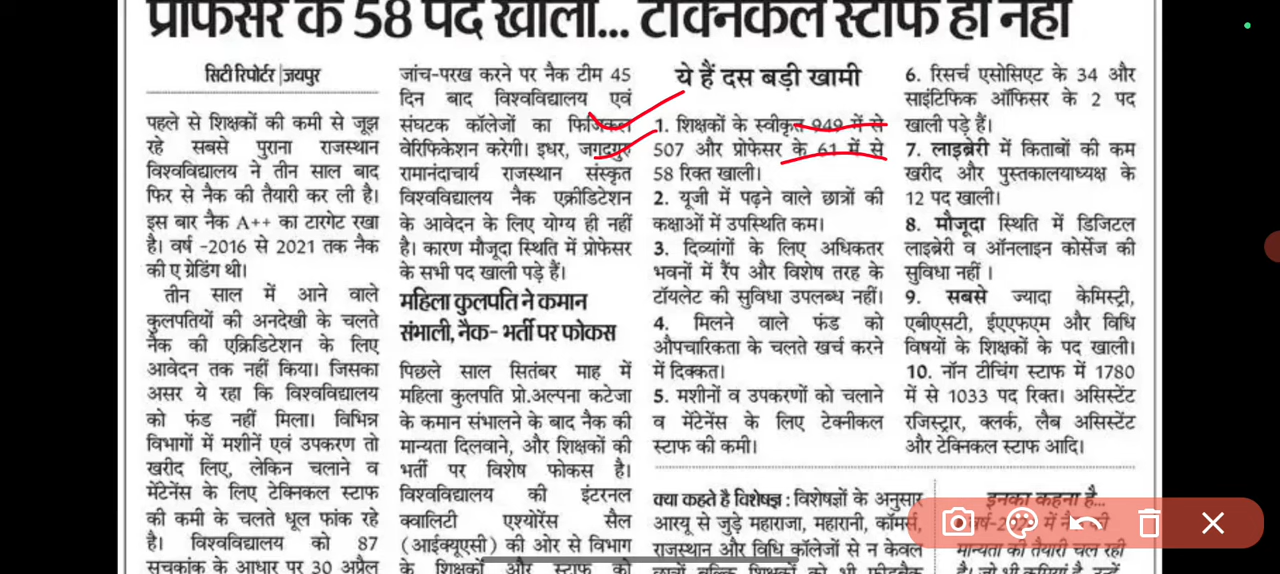 प्रोफेसर के 58 पद खाली... टेक्निकल स्टाफ ही नहीं
सिटी रिपोर्टर | जयपुर
पहले से शिक्षकों की कमी से जूझ
रहे सबसे पुराना राजस्थान
विश्वविद्यालय ने तीन साल बाद
फिर से नैक की तैयारी कर ली है।
इस बार नैक A++ का टारगेट रखा
है। वर्ष -2016 से 2021 तक नैक
की ए ग्रेडिंग थी।
तीन साल में आने वाले
कुलपतियों की अनदेखी के चलते
नैक की एक्रिडिटेशन के लिए
आवेदन तक नहीं किया। जिसका
असर ये रहा कि विश्वविद्यालय
को फंड नहीं मिला। विभिन्न
विभागों में मशीनें एवं उपकरण तो
खरीद लिए, लेकिन चलाने व
मेंटेनेंस के लिए टेक्निकल स्टाफ
की कमी के चलते धूल फांक रहे
है। विश्वविद्यालय को 87
सूचकांक के आधार पर 30 अप्रैल
जांच-परख करने पर नैक टीम 45
दिन बाद विश्वविद्यालय एवं
संघटक कॉलेजों का फिजिकल
वेरिफिकेशन करेगी। इधर, जगदगुरु
रामानंदाचार्य राजस्थान संस्कृत
विश्वविद्यालय नैक एक्रीडिटेशन
के आवेदन के लिए योग्य ही नहीं
है। कारण मौजूदा स्थिति में प्रोफेसर
के सभी पद खाली पड़े हैं।
महिला कुलपति ने कमान
संभाली, नैक- भर्ती पर फोकस
पिछले साल सितंबर माह में
महिला कुलपति प्रो.अल्पना कटेजा
के कमान संभालने के बाद नैक की
मान्यता दिलवाने, और शिक्षकों की
भर्ती पर विशेष फोकस है।
विश्वविद्यालय की इंटरनल
क्वालिटी एश्योरेंस सैल
(आईक्यूएसी) की ओर से विभाग
के शिक्षकों और स्टाफ को
ये हैं दस बड़ी खामी
1. शिक्षकों के स्वीकृत 949 में से
507 और प्रोफेसर के 61 में से
58 रिक्त खाली।
2. यूजी में पढ़ने वाले छात्रों की
कक्षाओं में उपस्थिति कम।
3. दिव्यांगों के लिए अधिकतर
भवनों में रैंप और विशेष तरह के
टॉयलेट की सुविधा उपलब्ध नहीं।
4. मिलने वाले फंड को
औपचारिकता के चलते खर्च करने
में दिक्कत।
5. मशीनों व उपकरणों को चलाने
व मेंटेनेंस के लिए टेक्नीकल
स्टाफ की कमी।
क्या कहते है विशेषज्ञ : विशेषज्ञों के अनुसार
आरयू से जुड़े महाराजा, महारानी, कॉमर्स,
राजस्थान और विधि कॉलेजों से न केवल
छात्रों बल्कि शिक्षकों को भी फीडबैक
6. रिसर्च एसोसिएट के 34 और
साइंटिफिक ऑफिसर के 2 पद
खाली पड़े हैं।
7. लाइब्रेरी में किताबों की कम
खरीद और पुस्तकालयाध्यक्ष के
12 पद खाली।
8. मौजूदा स्थिति में डिजिटल
लाइब्रेरी व ऑनलाइन कोर्सेज की
सुविधा नहीं ।
9. सबसे ज्यादा केमिस्ट्री,
एबीएसटी, ईएएफएम और विधि
विषयों के शिक्षकों के पद खाली।
10. नॉन टीचिंग स्टाफ में 1780
में से 1033 पद रिक्त। असिस्टेंट
रजिस्ट्रार, क्लर्क, लैब असिस्टेंट
और टेक्निकल स्टाफ आदि।
इनका कहना है...
में
मान्यता की तैयारी चल रही
है। जो भी कमियां है, उन्हें